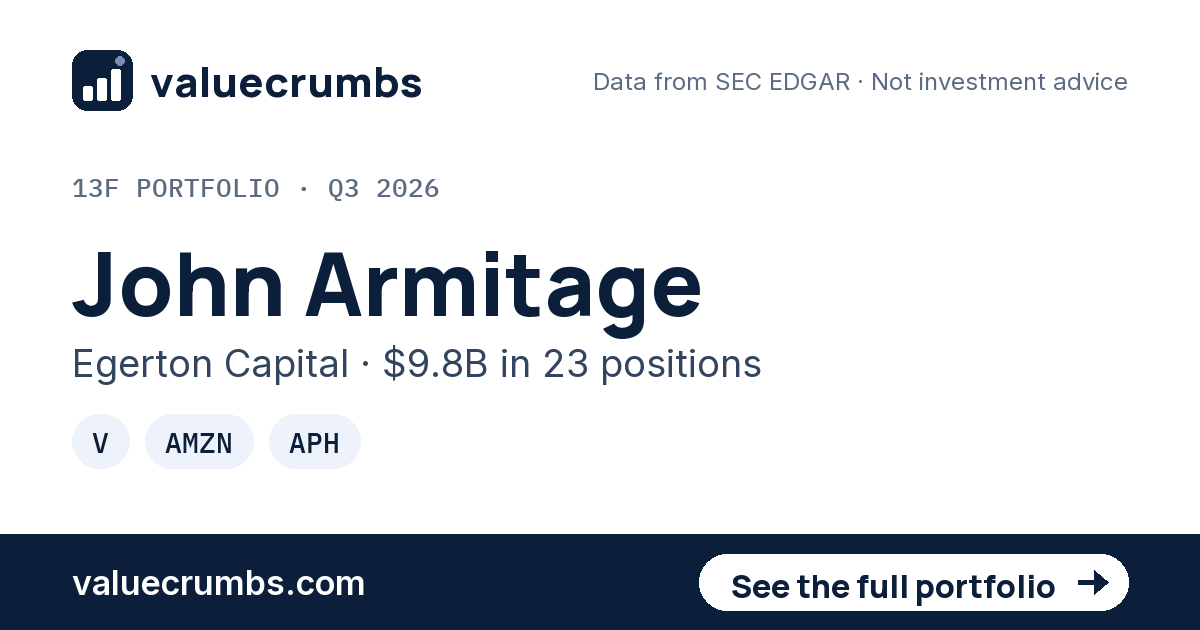 valuecrumbs
Data from SEC EDGAR · Not investment advice
13F PORTFOLIO · Q3 2026
John Armitage
Egerton Capital · $9.8B in 23 positions
V AMZN APH
valuecrumbs.com
See the full portfolio →